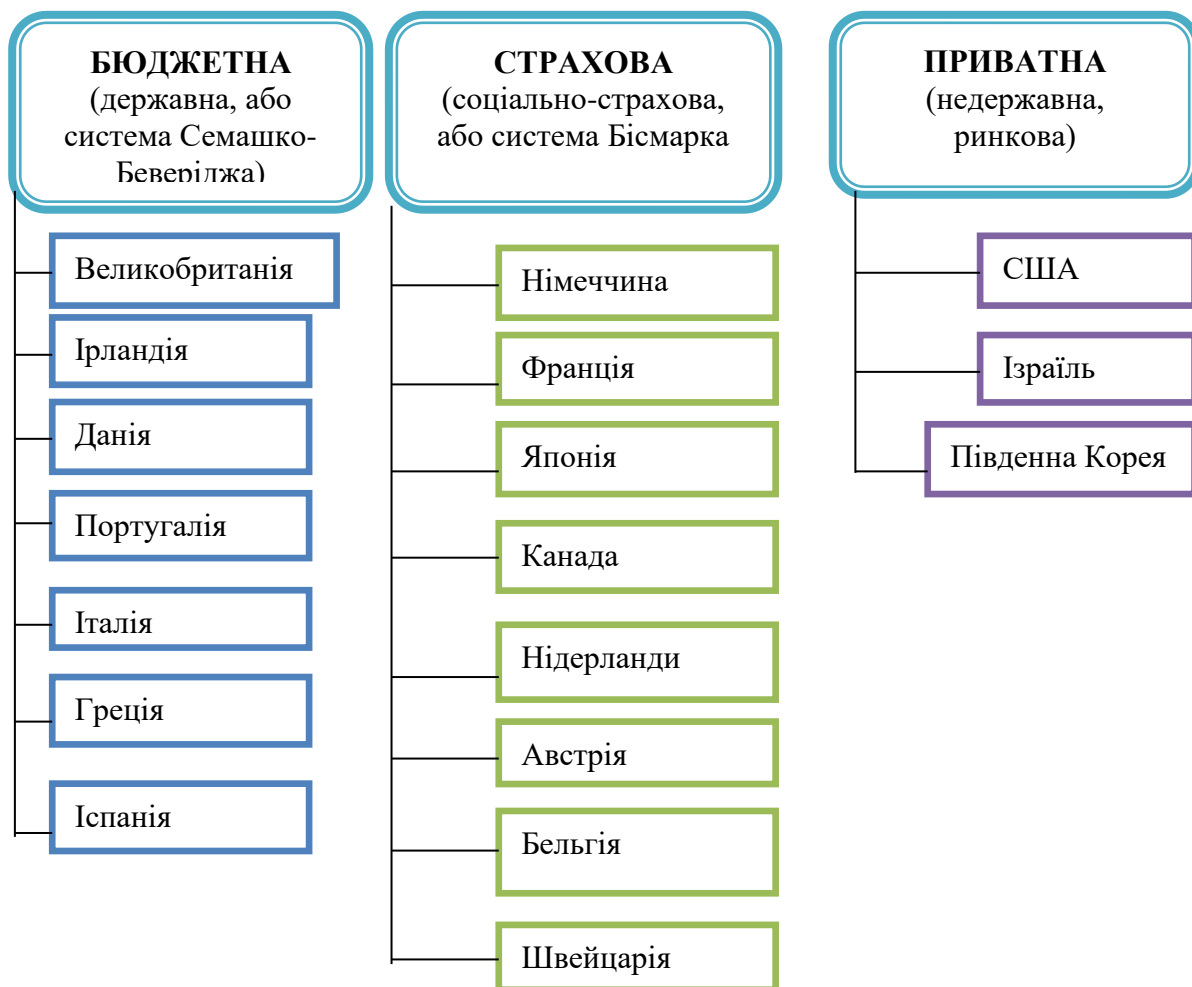 БЮДЖЕТНА
(державна, або
система Семашко-
Беверіджа)
Великобританія
Ірландія
Данія
Португалія
Італія
Греція
Іспанія
СТРАХОВА
(соціально-страхова,
або система Бісмарка
Німеччина
Франція
Японія
Канада
Нідерланди
Австрія
Бельгія
Швейцарія
ПРИВАТНА
(недержавна,
ринкова)
США
Ізраїль
Південна Корея